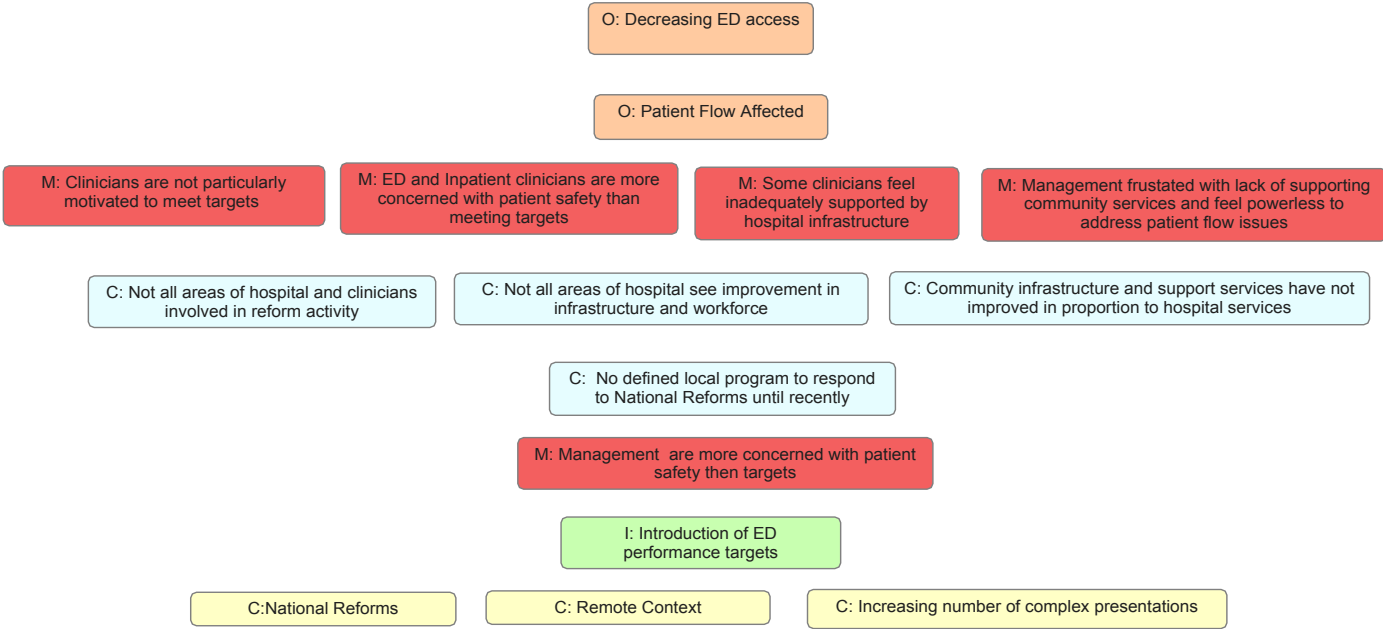 O: Decreasing ED access
O: Patient Flow Affected
M: Clinicians are not particularly
motivated to meet targets
M: ED and Inpatient clinicians are more
concerned with patient safety than
meeting targets
M: Some clinicians feel
inadequately supported by
hospital infrastructure
M: Management frustated with lack of supporting
community services and feel powerless to
address patient flow issues
C: Not all areas of hospital and clinicians
involved in reform activity
C: Not all areas of hospital see improvement in
infrastructure and workforce
C: Community infrastructure and support services have not
improved in proportion to hospital services
C: No defined local program to respond
to National Reforms until recently
M: Management are more concerned with patient
safety then targets
I: Introduction of ED
performance targets
C:National Reforms
C: Remote Context
C: Increasing number of complex presentations